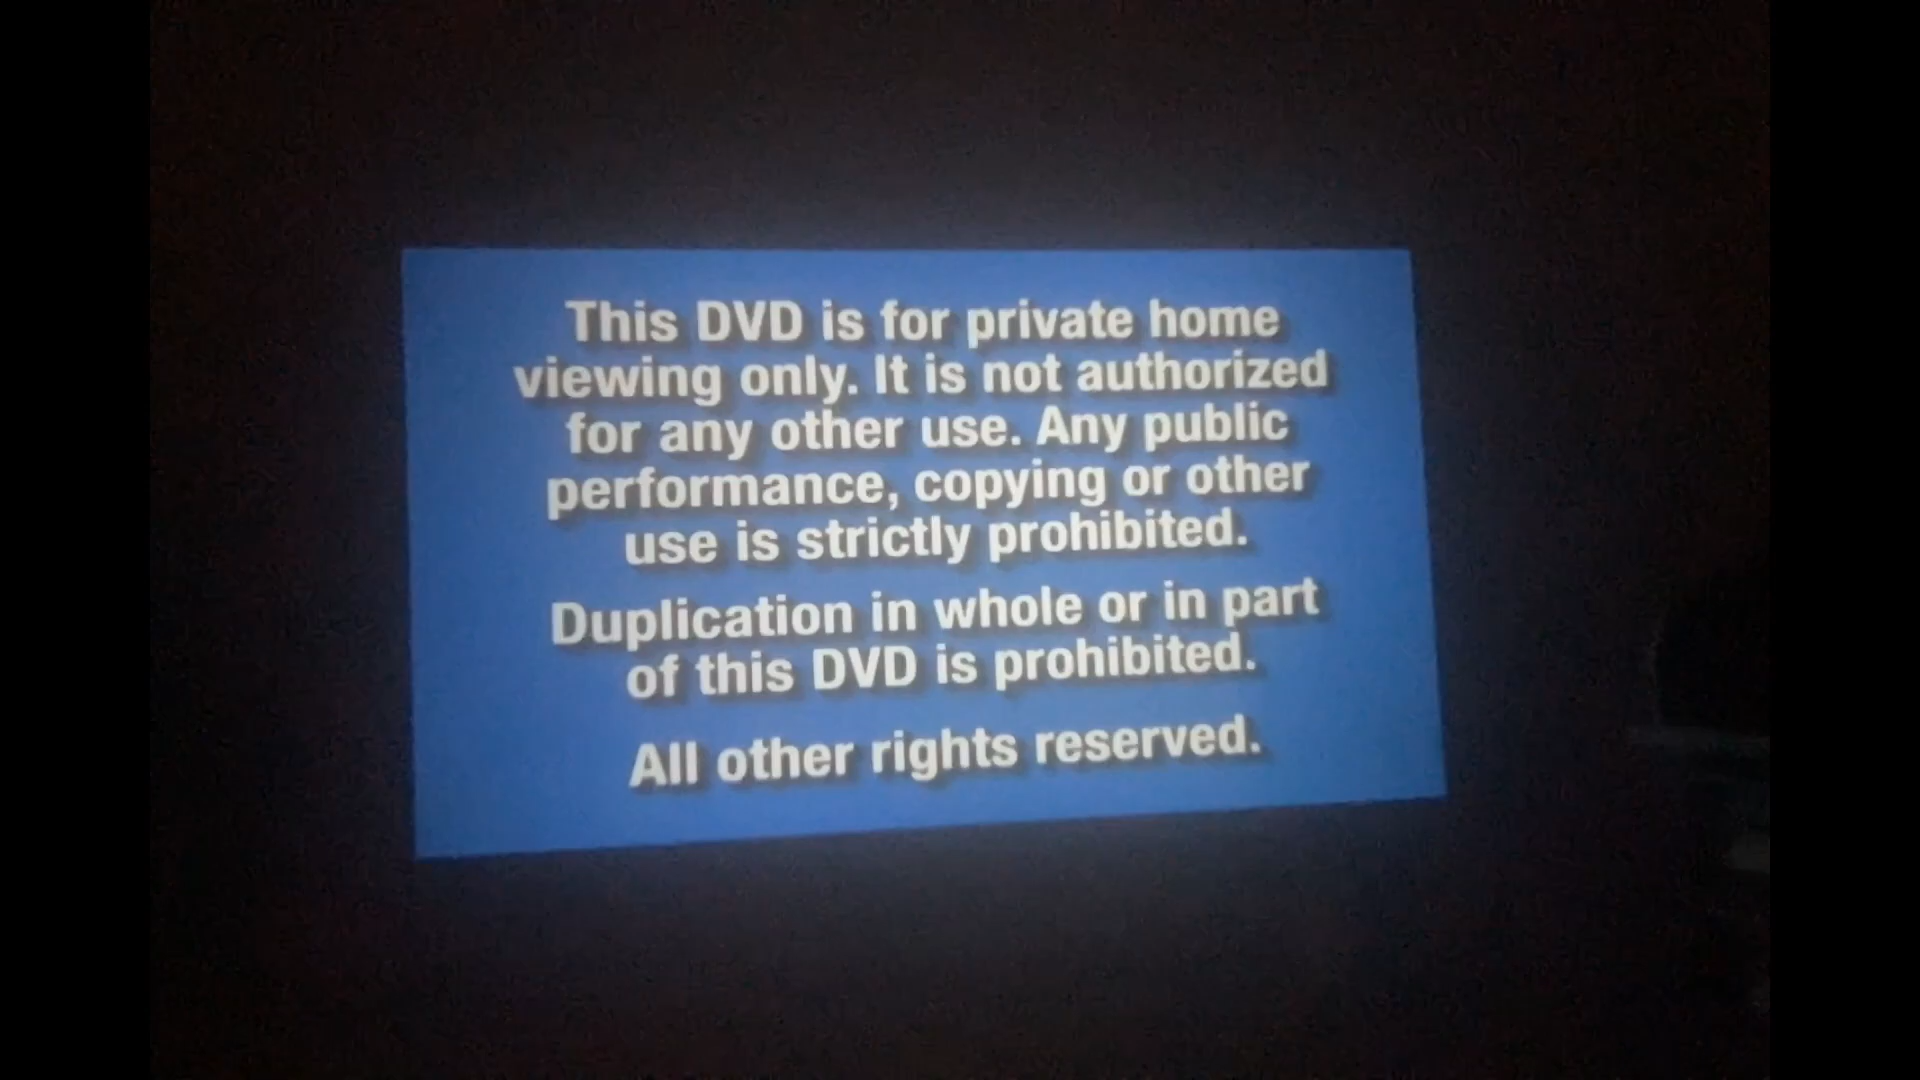 This DVD is for private home
viewing only. It is not authorized
for any other use. Any public
performance, copying or other
use is strictly prohibited.
Duplication in whole or in part
of this DVD is prohibited.
All other rights reserved.